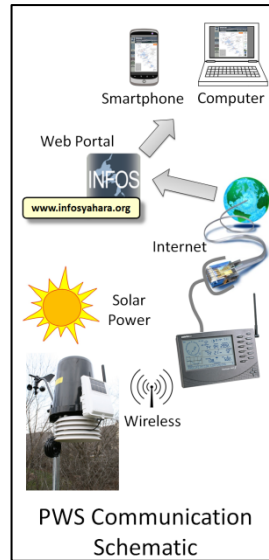 Smartphone Computer
Web Portal
INFOS
www.infosyahara.org
Internet
Solar
Power
Wireless
PWS Communication
Schematic